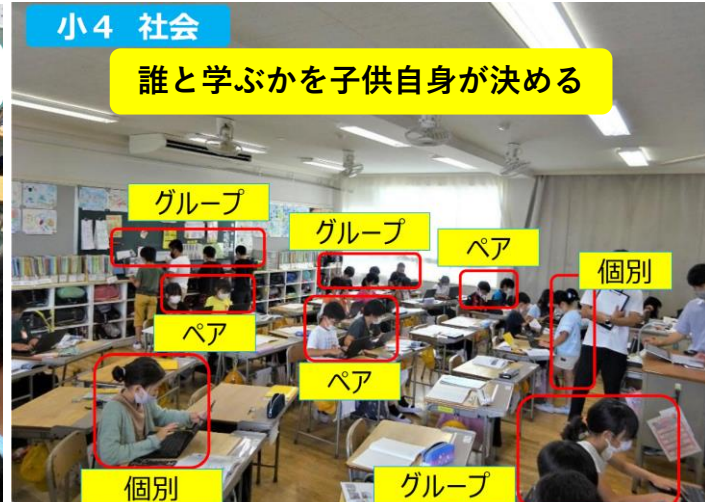 小４ 社会
誰と学ぶかを子供自身が決める
グループ
グループ
ペア
個別
ペア
ペア
個別
グループ